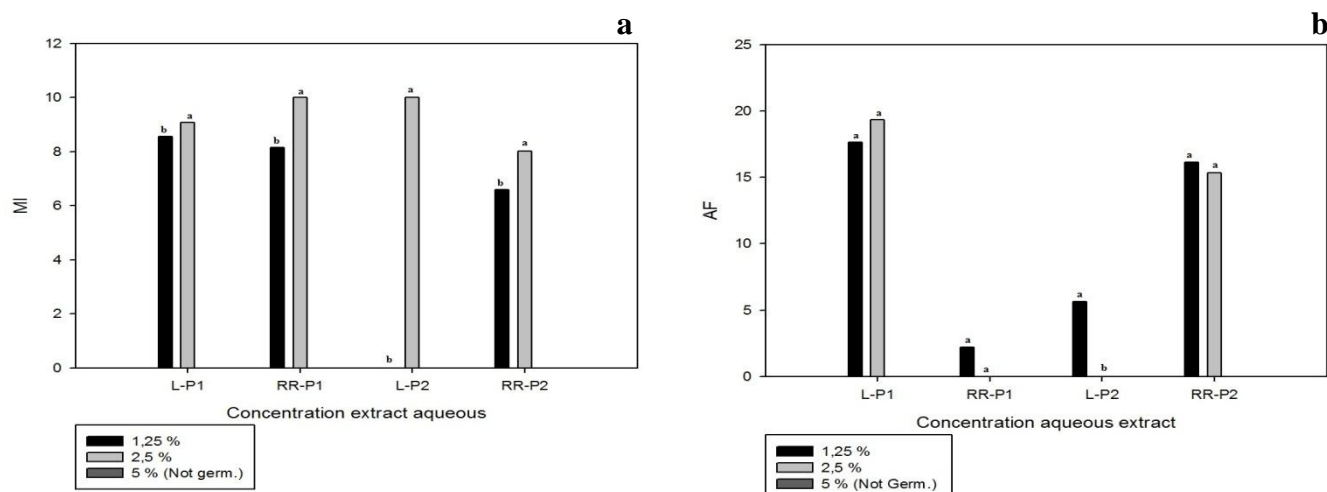 a
12
10
8
6
4
2
0
MI
b a b a b a b a
L-P1 RR-P1 L-P2 RR-P2
Concentration extract aqueous
1,25 %
2,5 %
5 % (Not germ.)
b
25
20
15
10
5
0
AF
a a a a a b a a
L-P1 RR-P1 L-P2 RR-P2
Concentration aqueous extract
1,25 %
2,5 %
5 % (Not Germ.)